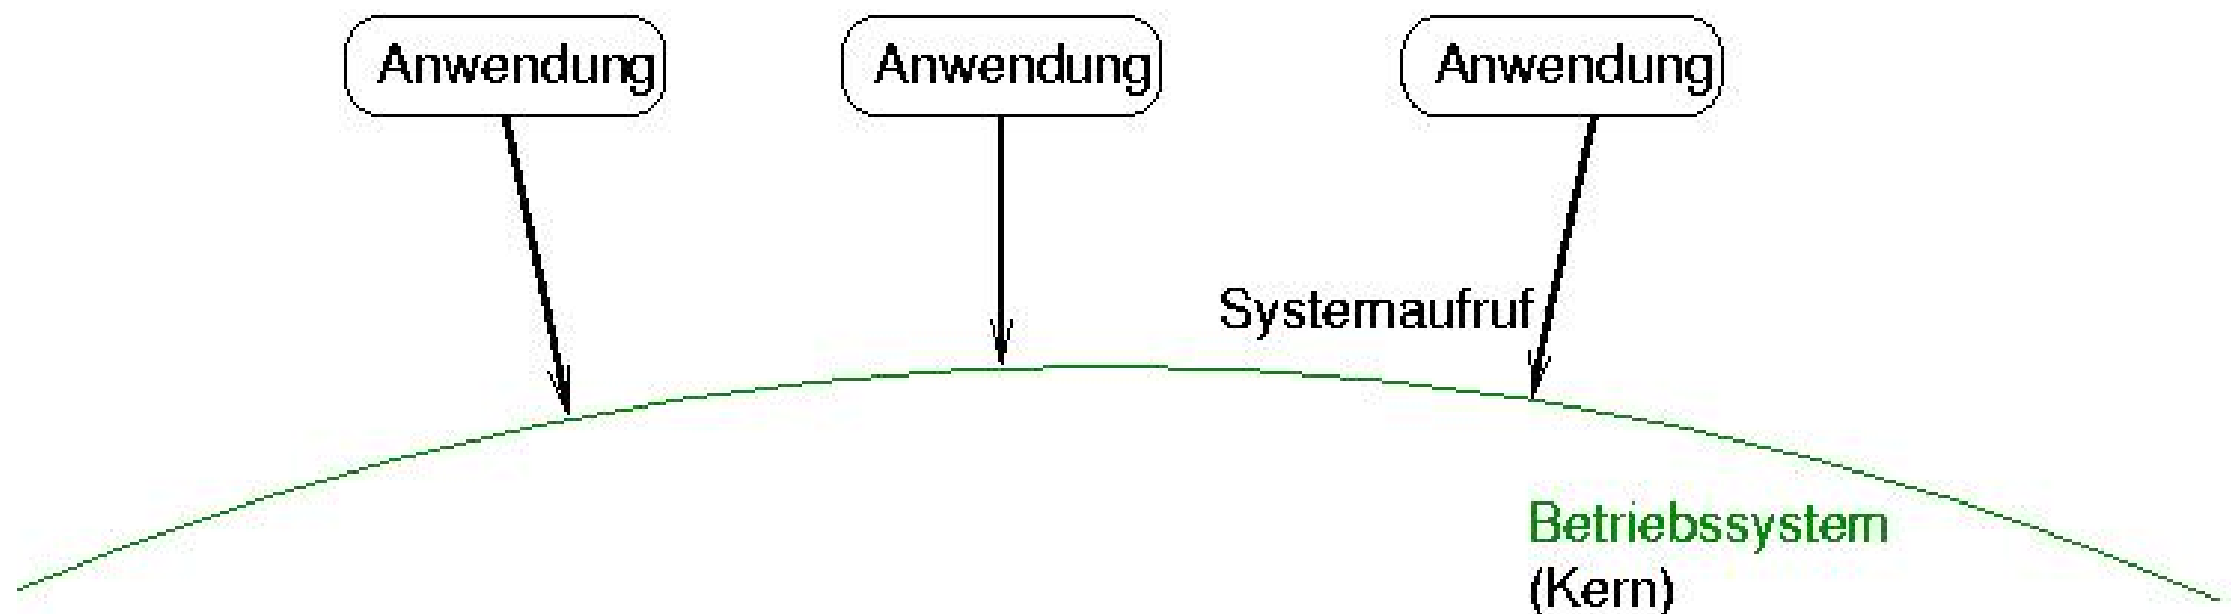 Anwendung
Anwendung
Anwendung
Systemaufruf
Betriebssystem
(Kern)